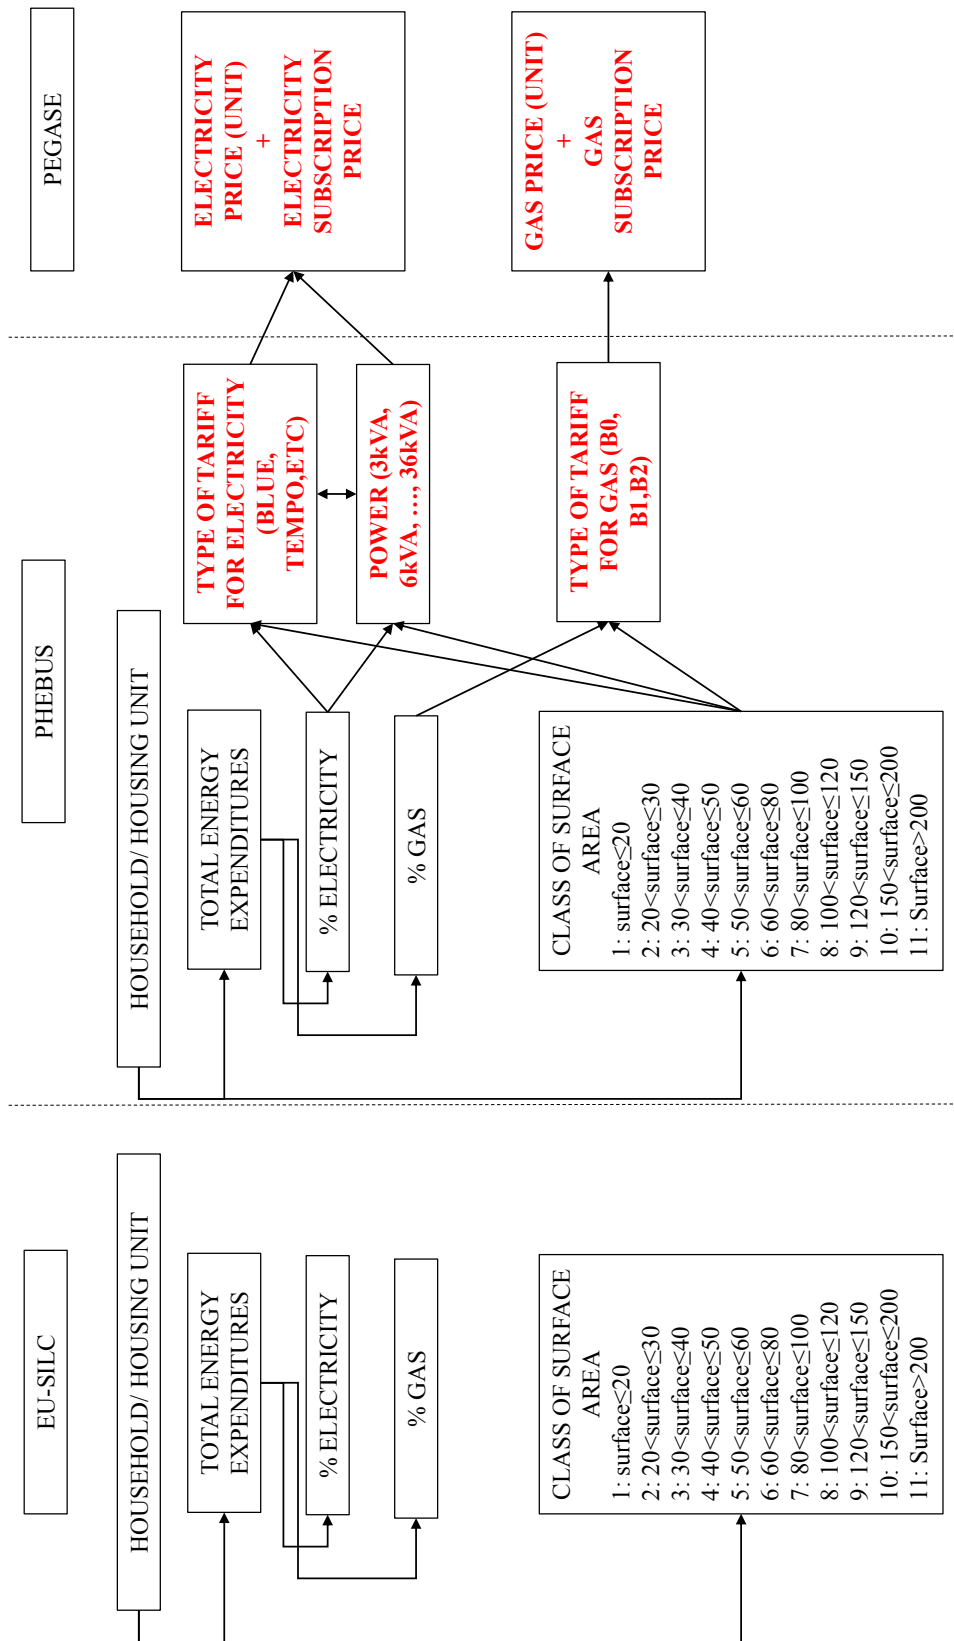 EU-SILC
HOUSEHOLD/ HOUSING UNIT
TOTAL ENERGY
EXPENDITURES
% ELECTRICITY
% GAS
CLASS OF SURFACE
AREA
1: surface≤20
2: 20<surface≤30
3: 30<surface≤40
4: 40<surface≤50
5: 50<surface≤60
6: 60<surface≤80
7: 80<surface≤100
8: 100<surface≤120
9: 120<surface≤150
10: 150<surface≤200
11: Surface>200
PHEBUS
HOUSEHOLD/ HOUSING UNIT
TOTAL ENERGY
EXPENDITURES
% ELECTRICITY
% GAS
CLASS OF SURFACE
AREA
1: surface≤20
2: 20<surface≤30
3: 30<surface≤40
4: 40<surface≤50
5: 50<surface≤60
6: 60<surface≤80
7: 80<surface≤100
8: 100<surface≤120
9: 120<surface≤150
10: 150<surface≤200
11: Surface>200
TYPE OF TARIFF
FOR ELECTRICITY
(BLUE,
TEMPO,ETC)
POWER (3kVA,
6kVA, …, 36kVA)
TYPE OF TARIFF
FOR GAS (B0,
B1,B2)
PEGASE
ELECTRICITY
PRICE (UNIT)
+
ELECTRICITY
SUBSCRIPTION
PRICE
GAS PRICE (UNIT)
+
GAS
SUBSCRIPTION
PRICE